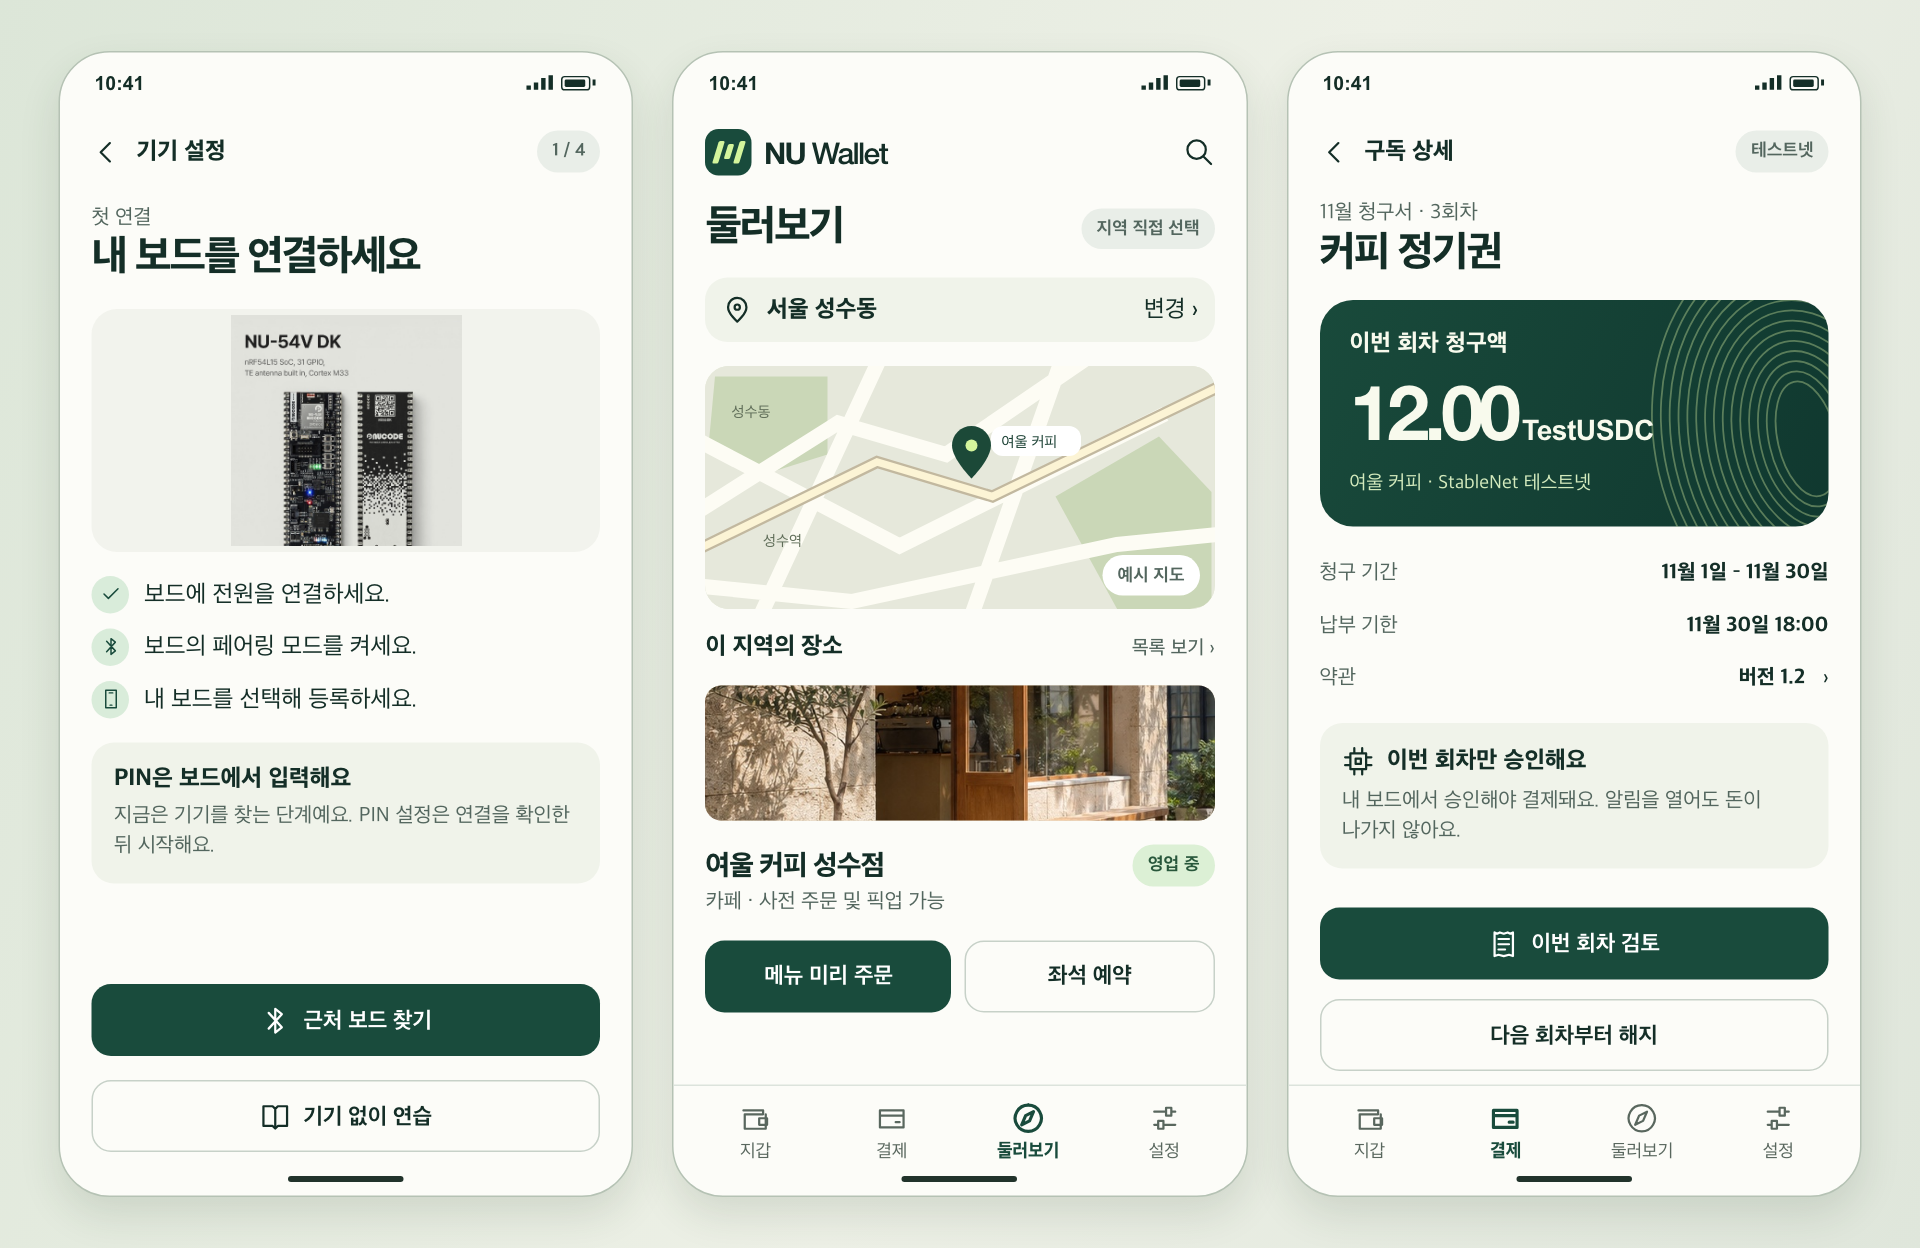 10:41
기기 설정
1 / 4
첫 연결
내 보드를 연결하세요
NU-54V DK
nRF54L15 SoC, 31 GPIO,
TE antenna built in, Cortex M33
NUCODE
보드에 전원을 연결하세요.
보드의 페어링 모드를 켜세요.
내 보드를 선택해 등록하세요.
PIN은 보드에서 입력해요
지금은 기기를 찾는 단계예요. PIN 설정은 연결을 확인한
뒤 시작해요.
근처 보드 찾기
기기 없이 연습
10:41
NU Wallet
둘러보기
지역 직접 선택
서울 성수동
변경 ›
성수동
여울 커피
성수역
예시 지도
이 지역의 장소
목록 보기 ›
여울 커피 성수점
영업 중
카페 · 사전 주문 및 픽업 가능
메뉴 미리 주문
좌석 예약
지갑
결제
둘러보기
설정
10:41
구독 상세
테스트넷
11월 청구서 · 3회차
커피 정기권
이번 회차 청구액
12.00 TestUSDC
여울 커피 · StableNet 테스트넷
청구 기간
11월 1일 - 11월 30일
납부 기한
11월 30일 18:00
약관
버전 1.2 ›
이번 회차만 승인해요
내 보드에서 승인해야 결제돼요. 알림을 열어도 돈이
나가지 않아요.
이번 회차 검토
다음 회차부터 해지
지갑
결제
둘러보기
설정